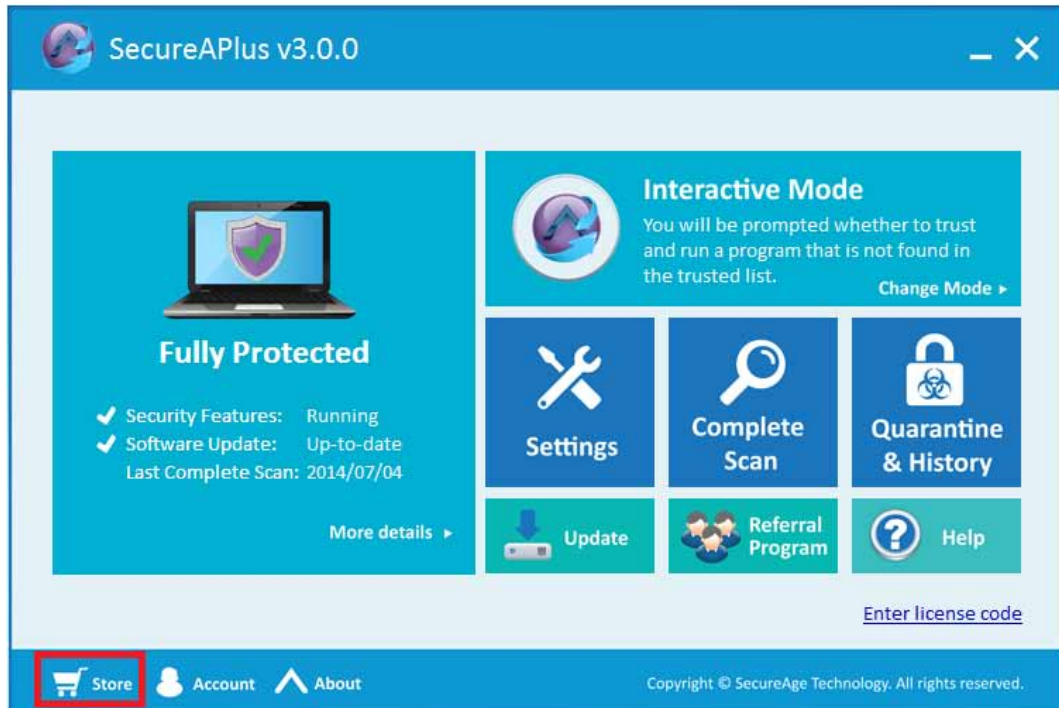 SecureAPlus v3.0.0
Fully Protected
Security Features: Running
Software Update: Up-to-date
Last Complete Scan: 2014/07/04
More details
Interactive Mode
You will be prompted whether to trust
and run a program that is not found in
the trusted list.
Change Mode
Settings
Complete
Scan
Quarantine
& History
Update
Referral
Program
Help
Enter license code
Store
Account
About
Copyright © SecureAge Technology. All rights reserved.